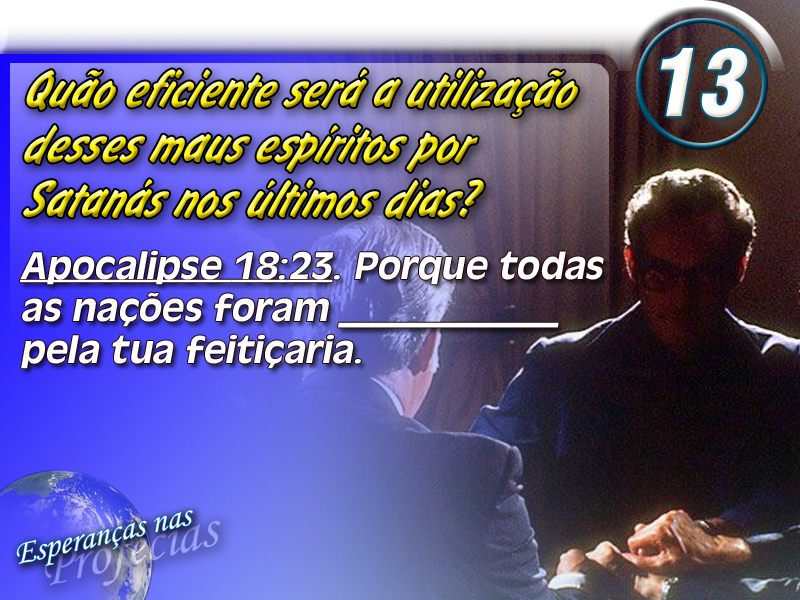 13
Quão eficiente será a utilização
desses maus espíritos por
Satanás nos últimos dias?
Apocalipse 18:23. Porque todas
as nações foram ____________
pela tua feitiçaria.
Esperanças nas
Profecias